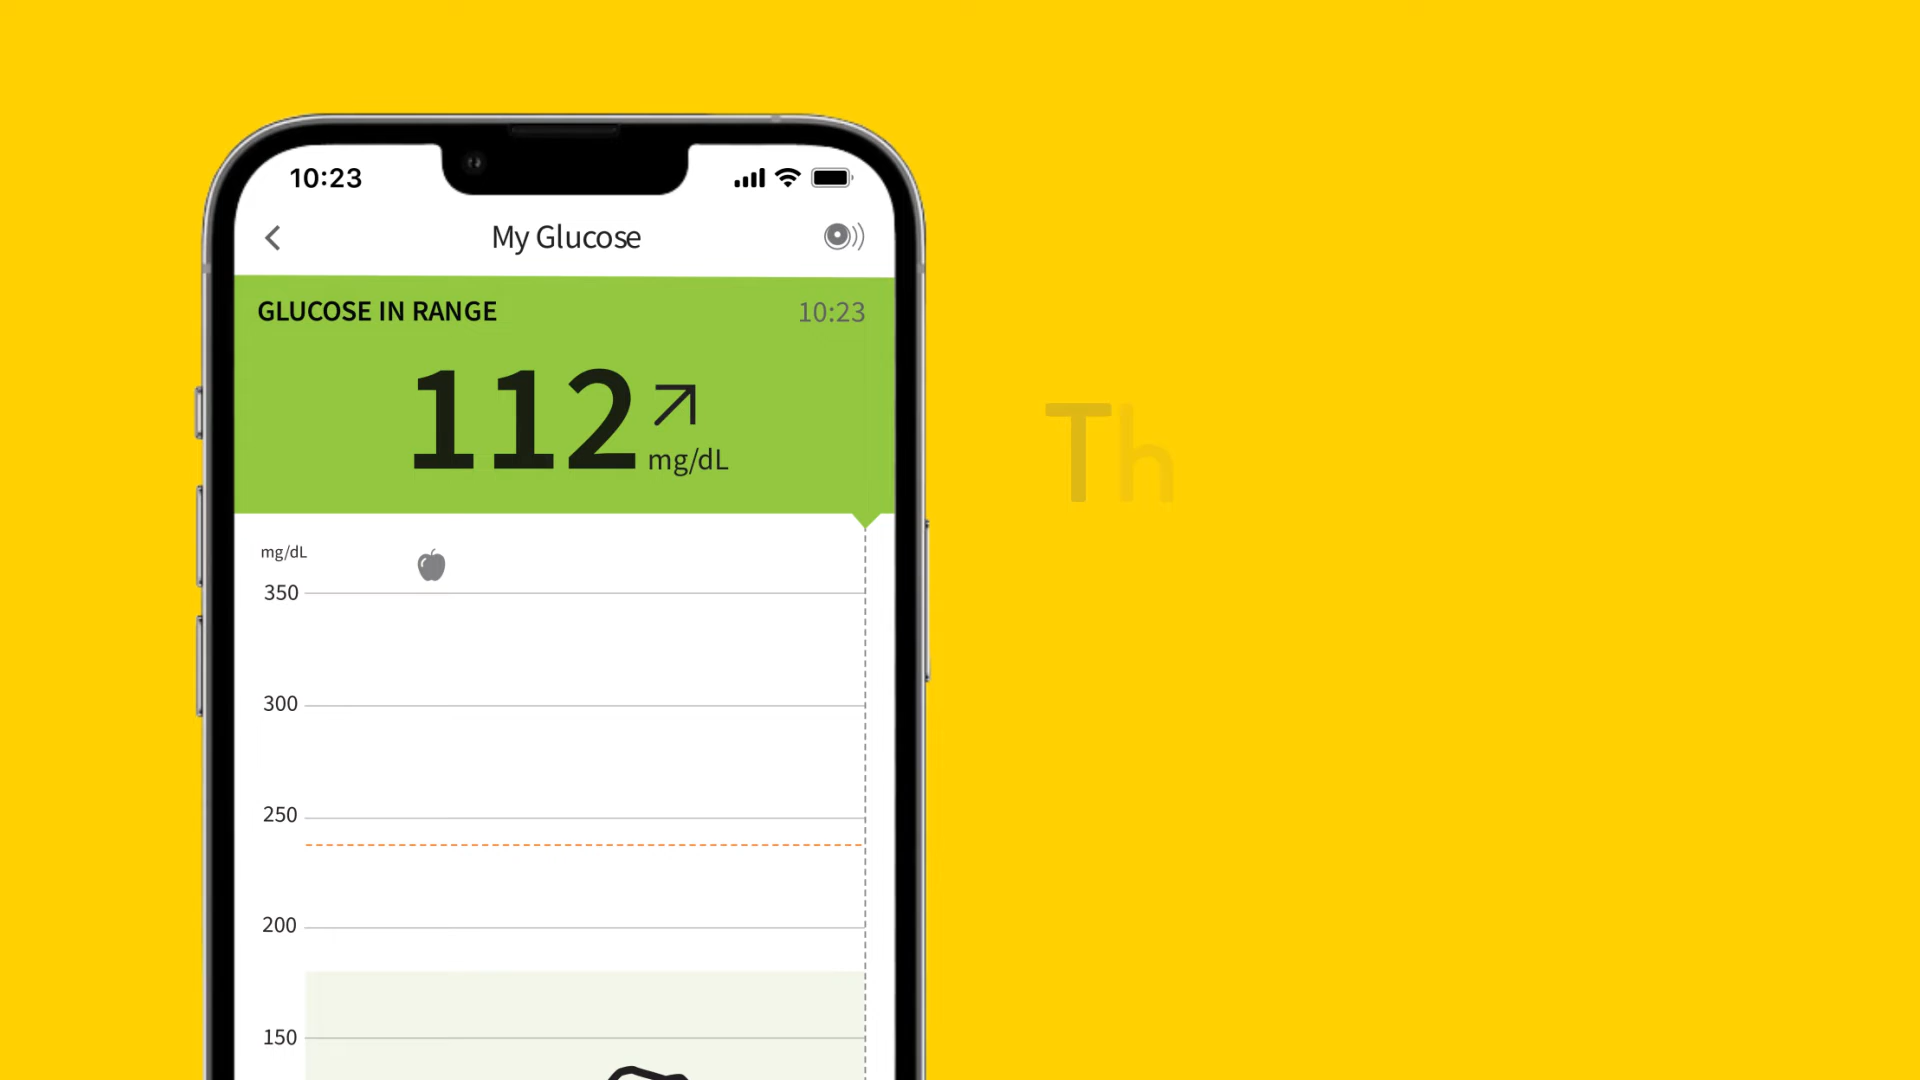 10:23
My Glucose
GLUCOSE IN RANGE 10:23
112
mg/dL
mg/dL
350
300
250
200
150
Th